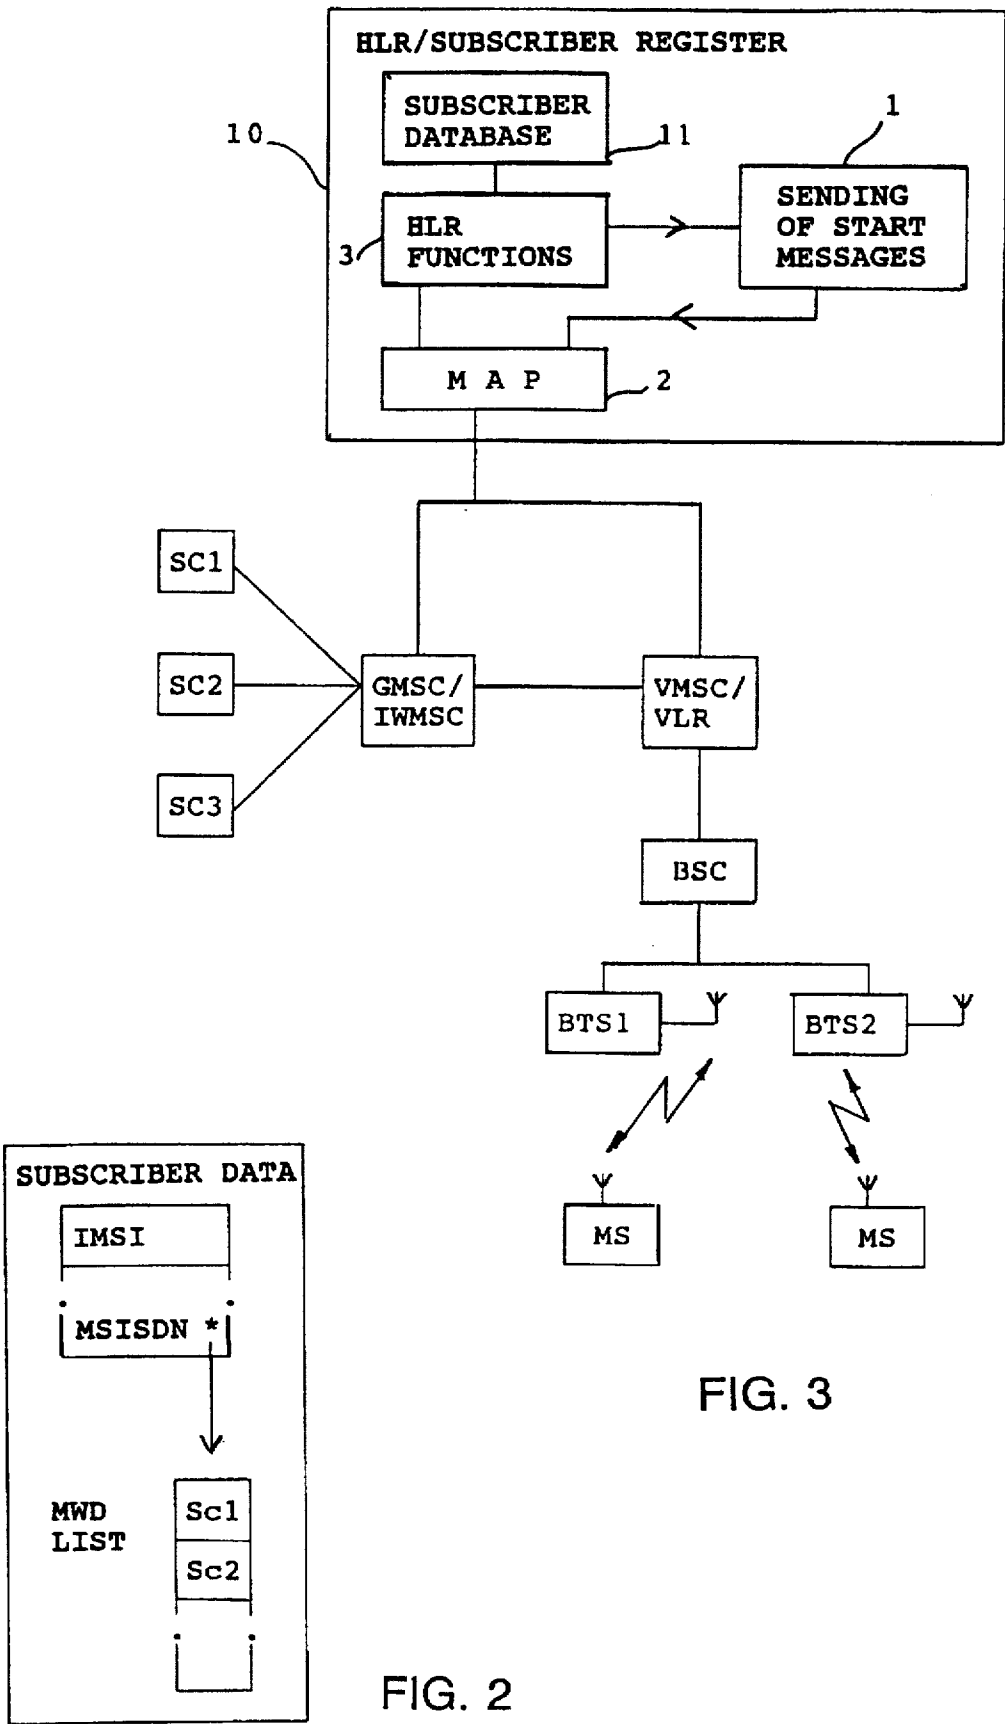 HLR/SUBSCRIBER REGISTER
SUBSCRIBER
DATABASE
10
11
1
SENDING
OF START
MESSAGES
3
HLR
FUNCTIONS
M A P
2
SC1
SC2
SC3
GMSC/
IWMSC
VMSC/
VLR
BSC
BTS1
BTS2
MS
MS
FIG. 3
SUBSCRIBER DATA
IMSI
MSISDN *
MWD
LIST
Sc1
Sc2
FIG. 2